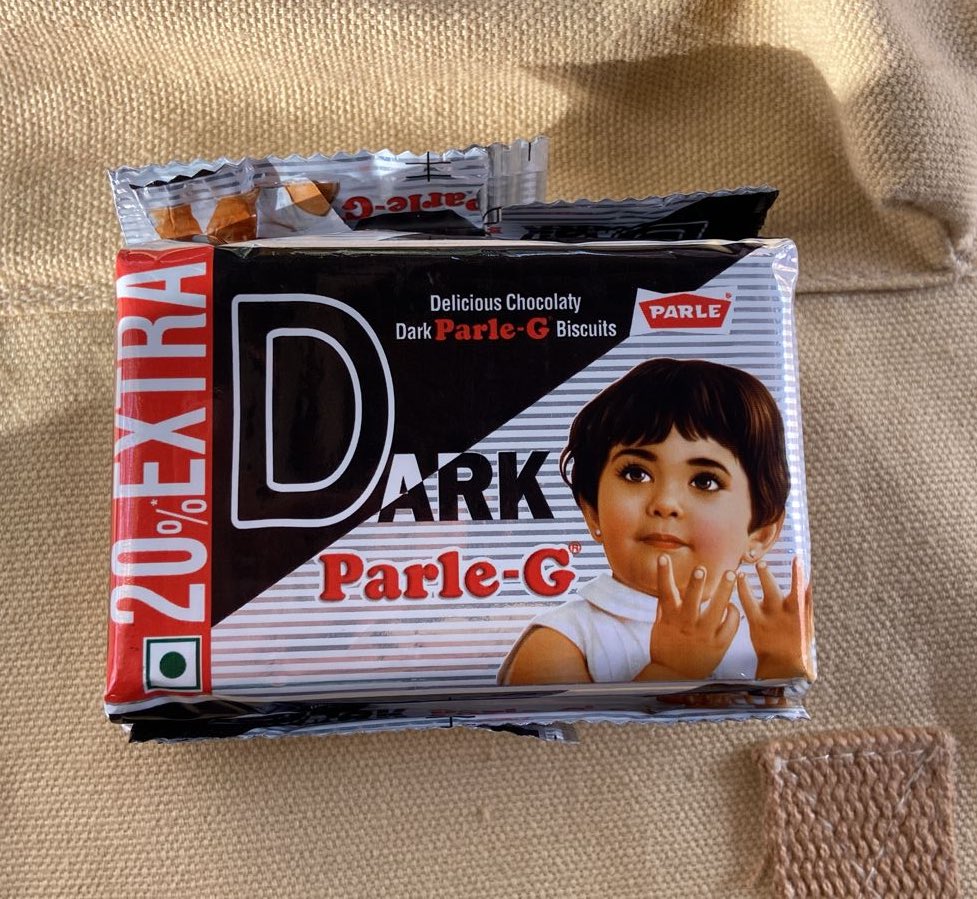 Parle-G
20%* EXTRA
Delicious Chocolaty
Dark Parle-G® Biscuits
PARLE®
DARK
Parle-G®